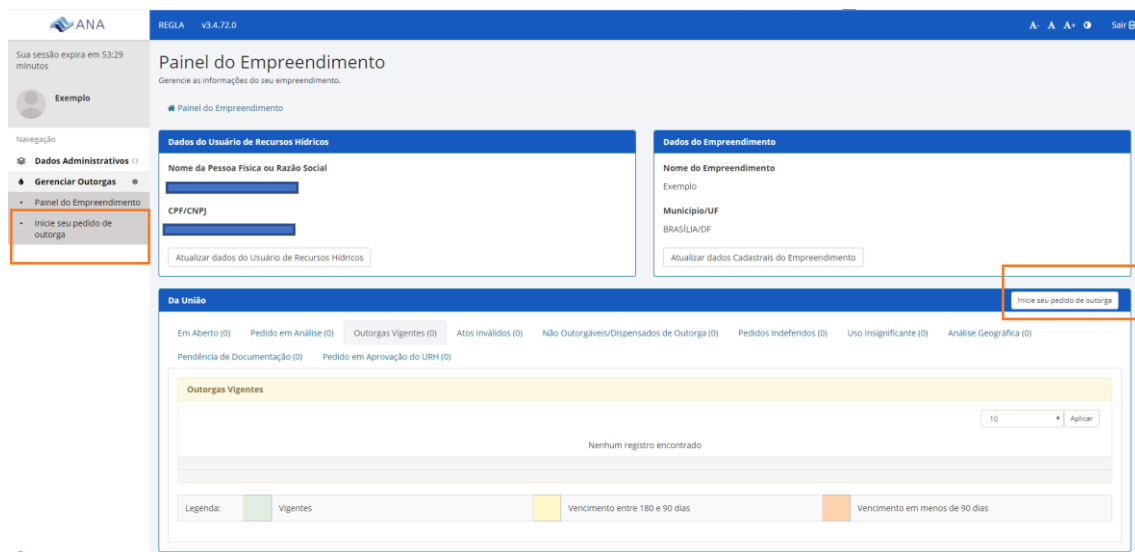 ANA
REGLA v3.4.72.0
A- A A+ Sair
Sua sessão expira em 53:29
minutos
Exemplo
Navegação
Dados Administrativos
Gerenciar Outorgas
Painel do Empreendimento
Inicie seu pedido de
outorga
Painel do Empreendimento
Gerencie as informações do seu empreendimento.
Painel do Empreendimento
Dados do Usuário de Recursos Hídricos
Nome da Pessoa Física ou Razão Social
CPF/CNPJ
Atualizar dados do Usuário de Recursos Hídricos
Dados do Empreendimento
Nome do Empreendimento
Exemplo
Município/UF
BRASÍLIA/DF
Atualizar dados Cadastrais do Empreendimento
Da União
Inicie seu pedido de outorga
Em Aberto (0) Pedido em Análise (0) Outorgas Vigentes (0) Atos Inválidos (0) Não Outorgáveis/Dispensados de Outorga (0) Pedidos Indeferidos (0) Uso Insignificante (0) Análise Geográfica (0)
Pendência de Documentação (0) Pedido em Aprovação do URH (0)
Outorgas Vigentes
10 Aplicar
Nenhum registro encontrado
Legenda: Vigentes Vencimento entre 180 e 90 dias Vencimento em menos de 90 dias